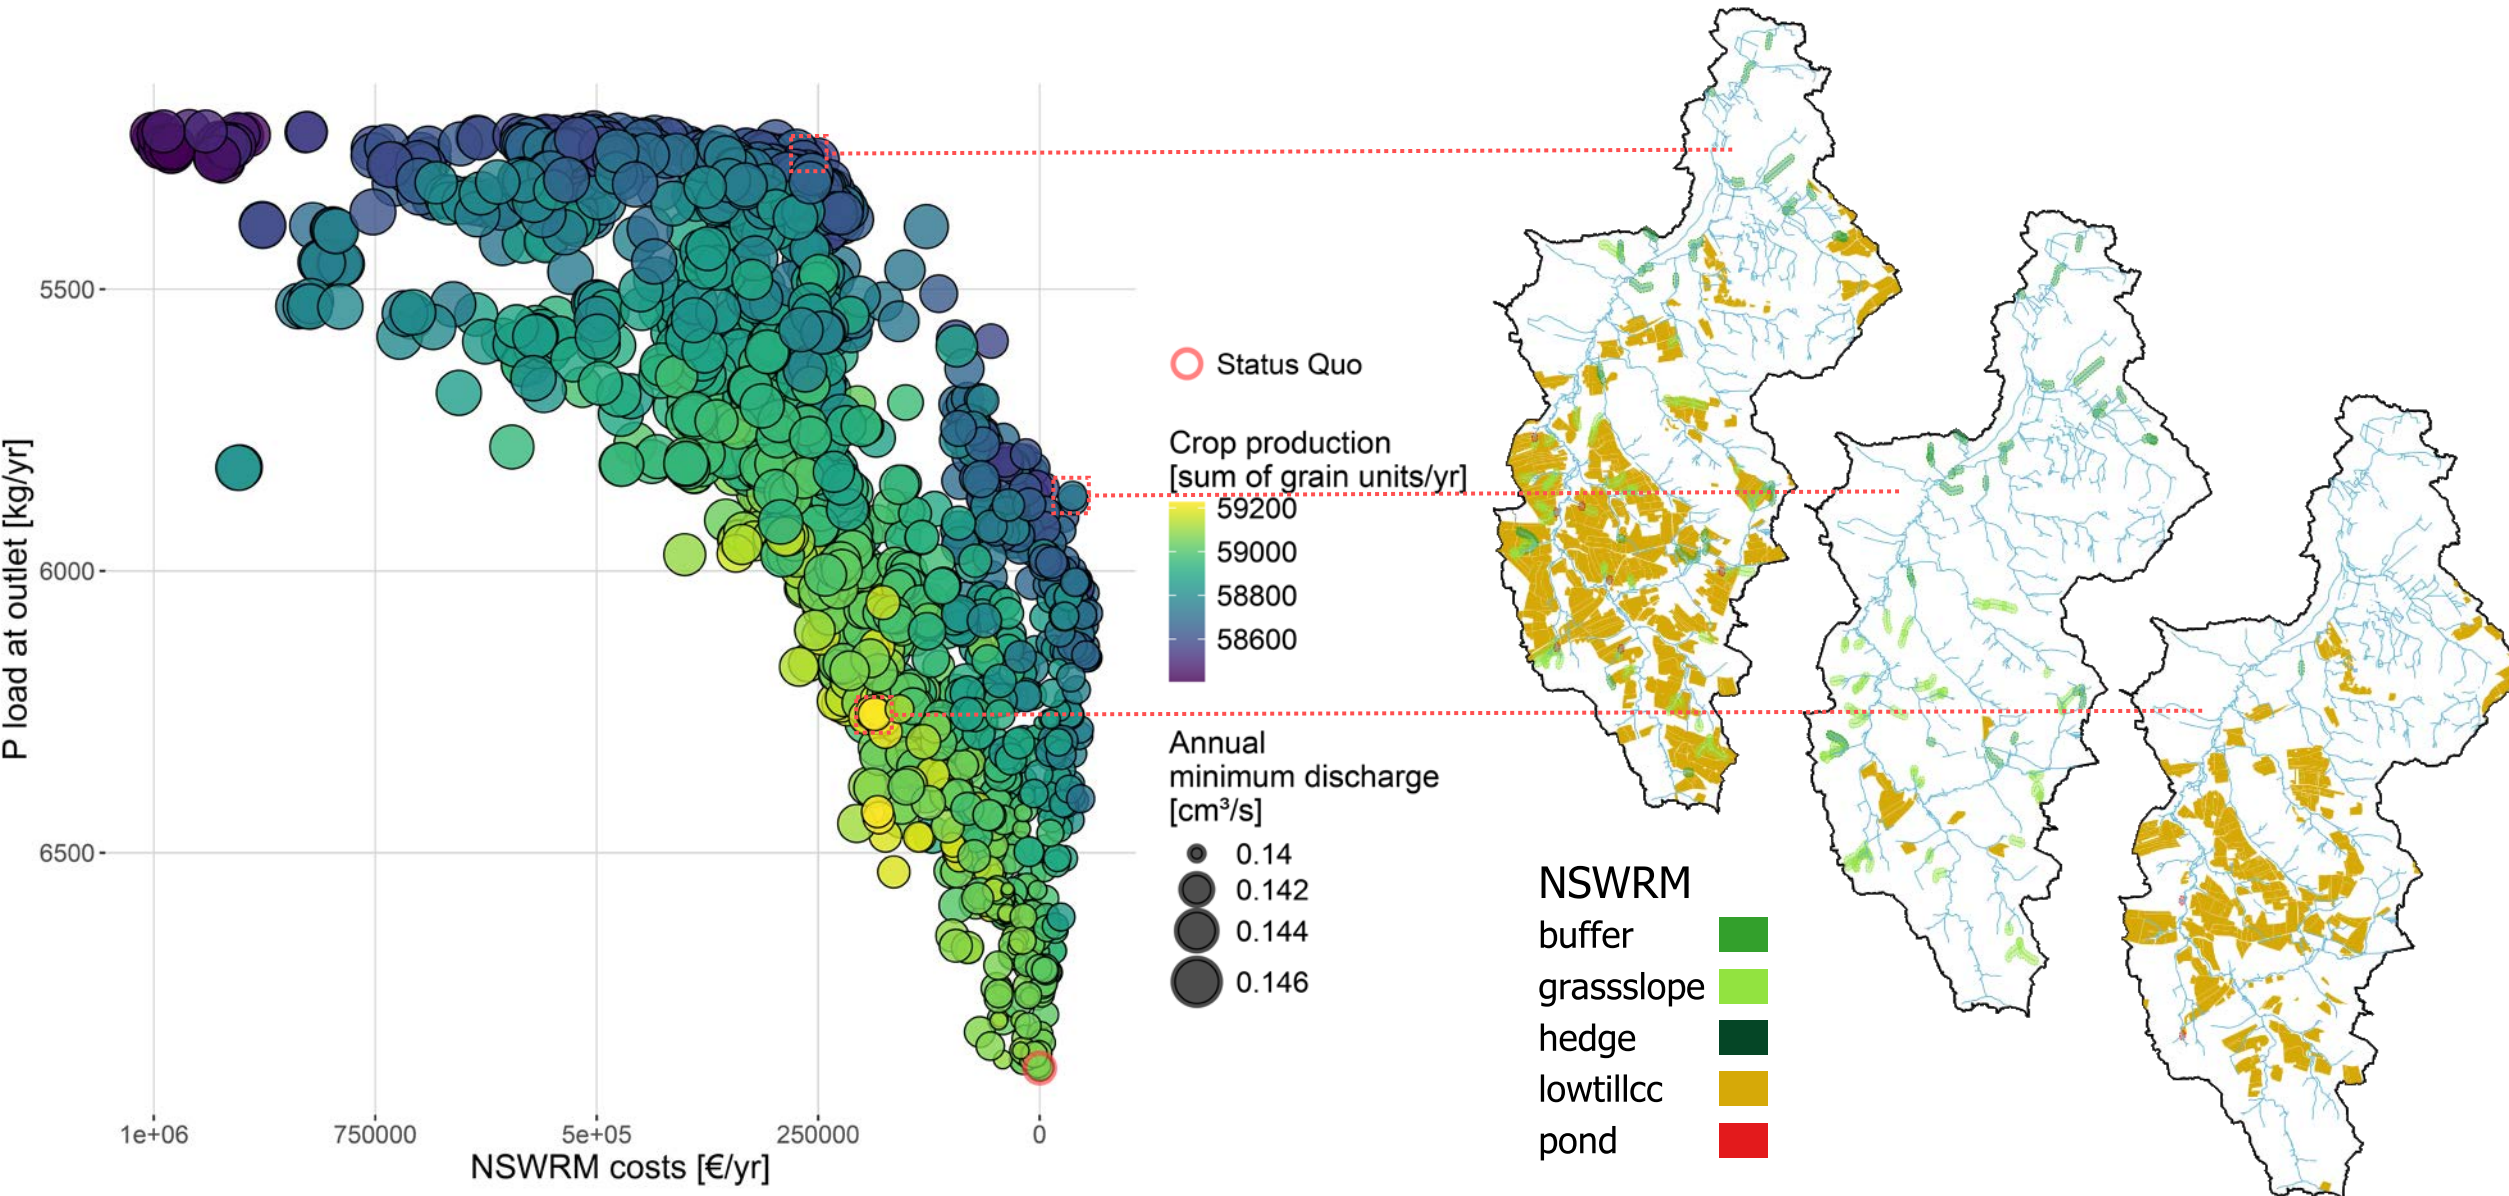 P load at outlet [kg/yr]
5500
6000
6500
1e+06
750000
5e+05
250000
0
NSWRM costs [€/yr]
Status Quo
Crop production
[sum of grain units/yr]
59200
59000
58800
58600
Annual
minimum discharge
[cm³/s]
0.14
0.142
0.144
0.146
NSWRM
buffer
grassslope
hedge
lowtillcc
pond